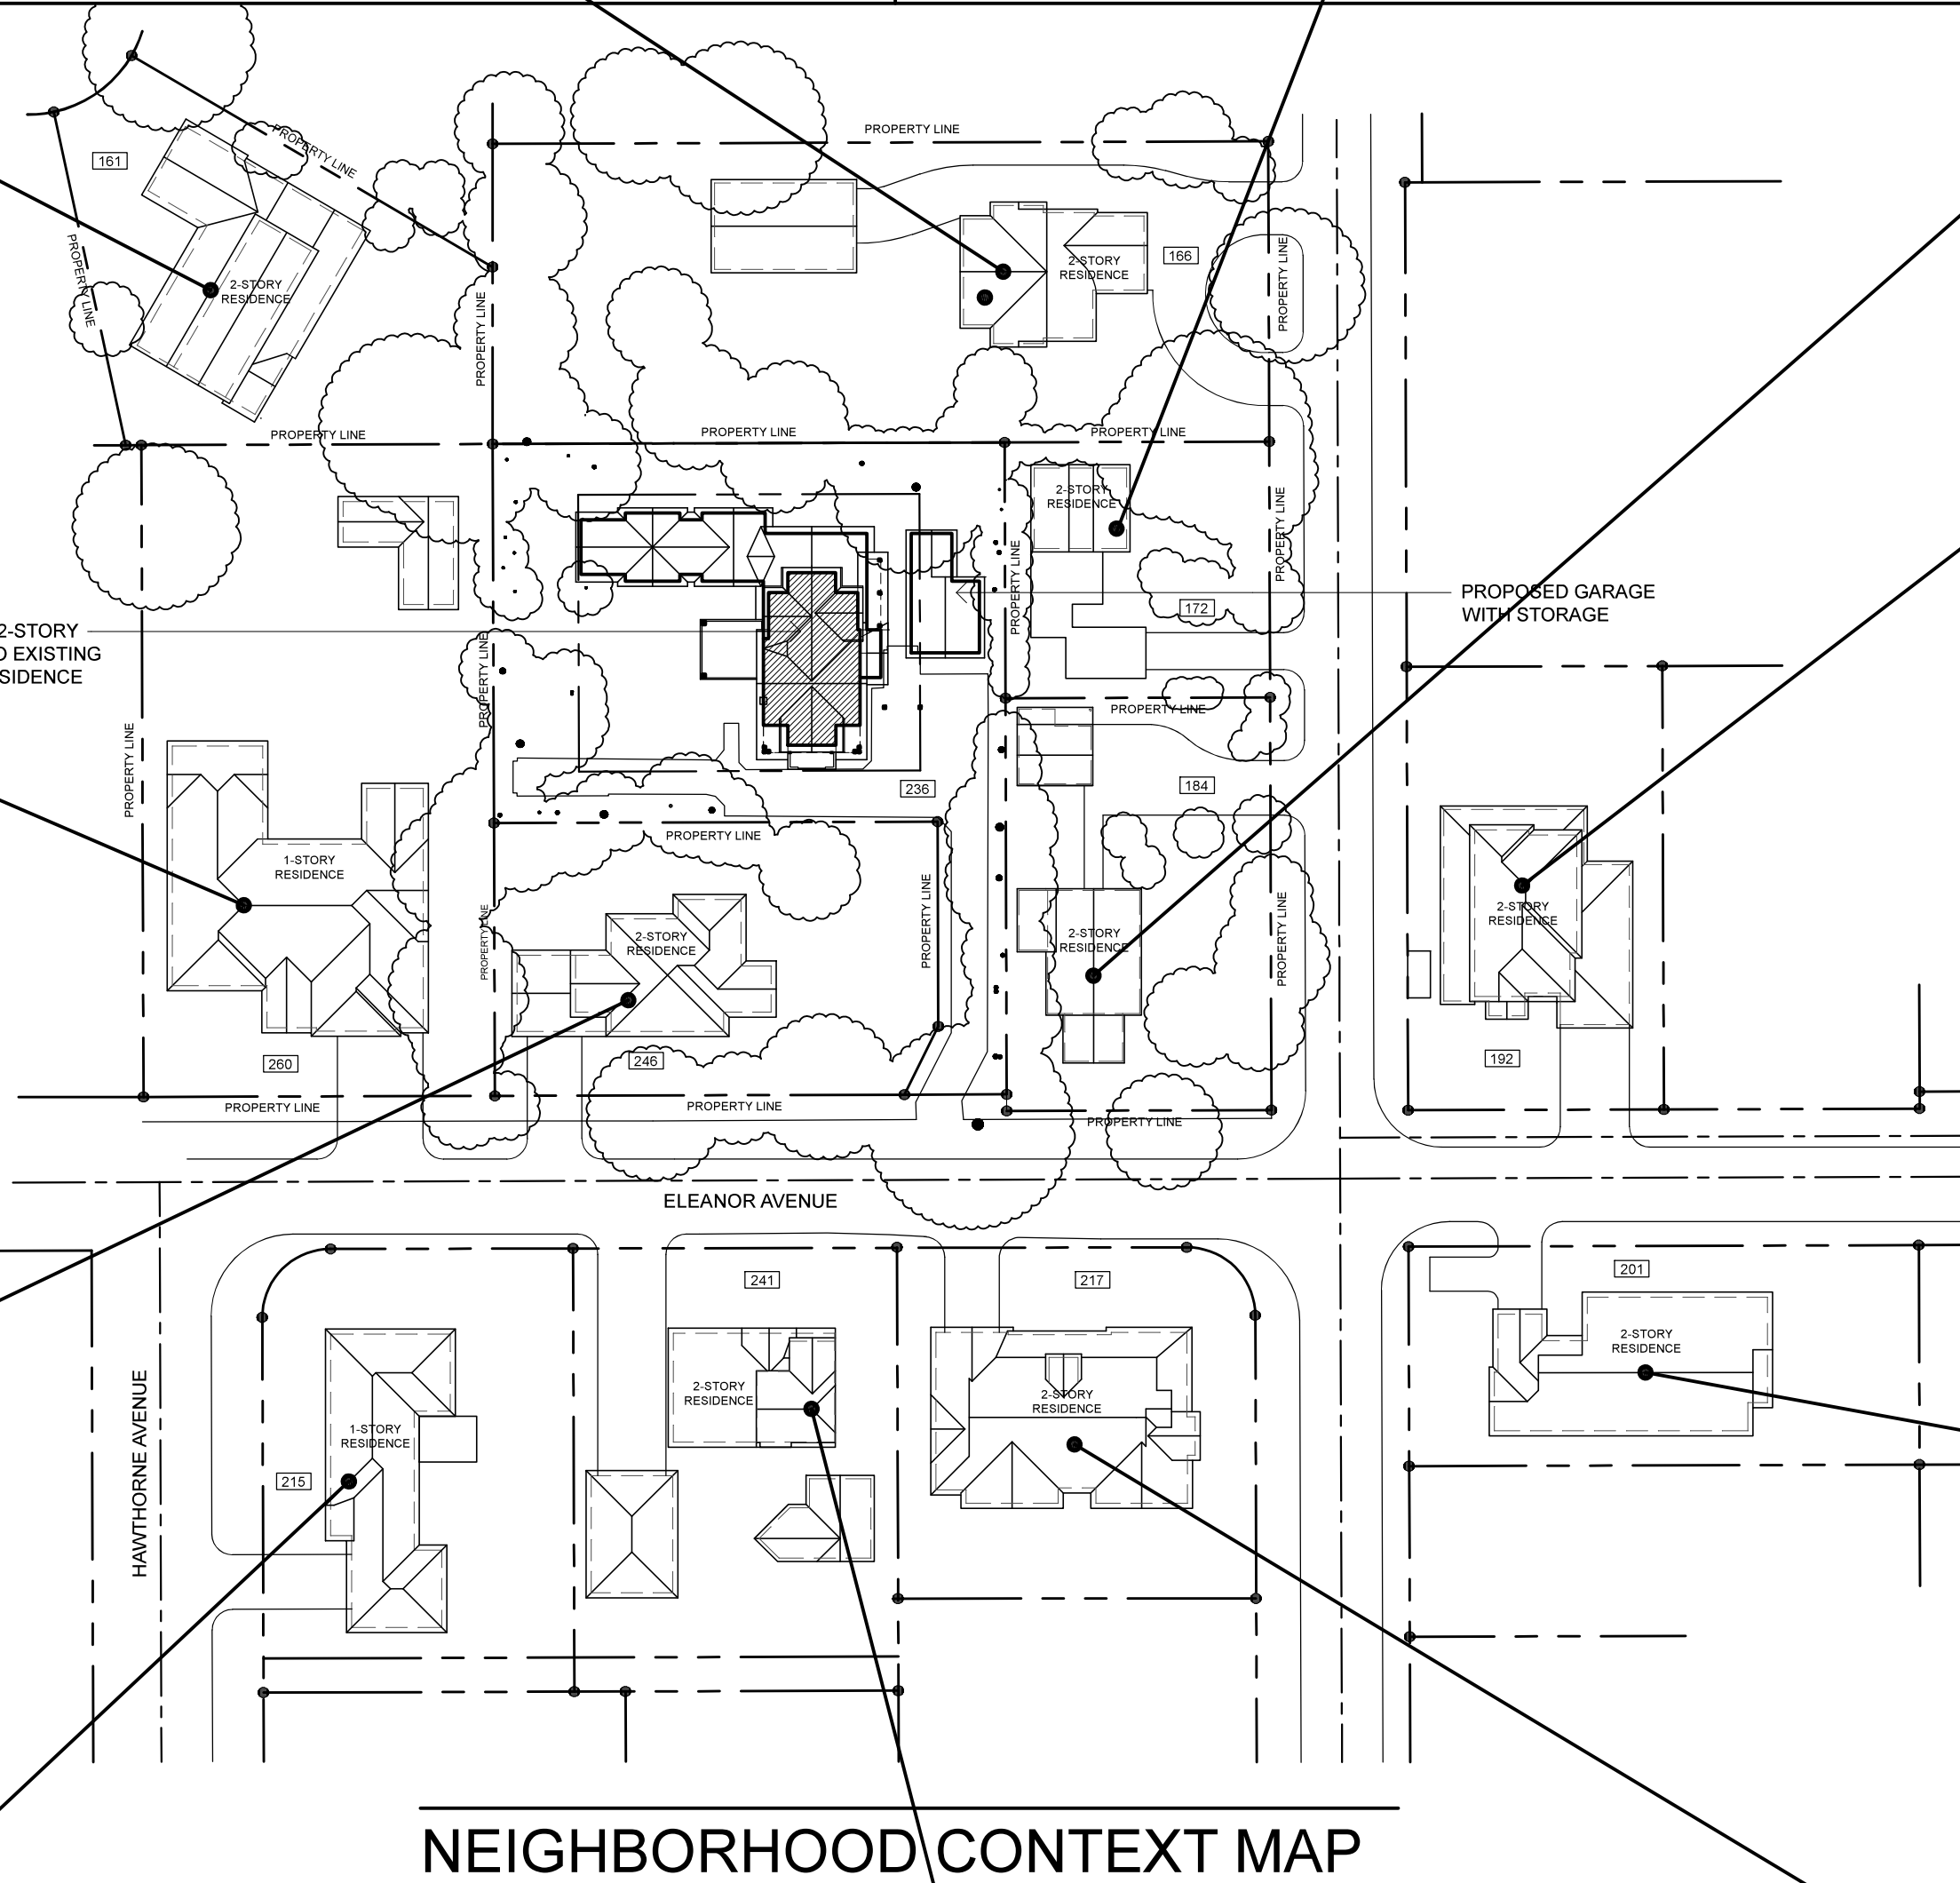 PROPERTY LINE
161
PROPERTY LINE
PROPERTY LINE
2-STORY
RESIDENCE
PROPERTY LINE
2-STORY
RESIDENCE
166
PROPERTY LINE
PROPERTY LINE
PROPERTY LINE
PROPERTY LINE
2-STORY
RESIDENCE
PROPERTY LINE
PROPERTY LINE
172
PROPOSED GARAGE
WITH STORAGE
2-STORY
EXISTING
PROPERTY LINE
PROPERTY LINE
PROPERTY LINE
236
184
PROPERTY LINE
1-STORY
RESIDENCE
2-STORY
RESIDENCE
PROPERTY LINE
PROPERTY LINE
2-STORY
RESIDENCE
PROPERTY LINE
2-STORY
RESIDENCE
260
246
192
PROPERTY LINE
PROPERTY LINE
PROPERTY LINE
ELEANOR AVENUE
241
217
201
2-STORY
RESIDENCE
2-STORY
RESIDENCE
2-STORY
RESIDENCE
HAWTHORNE AVENUE
1-STORY
RESIDENCE
215
NEIGHBORHOOD CONTEXT MAP